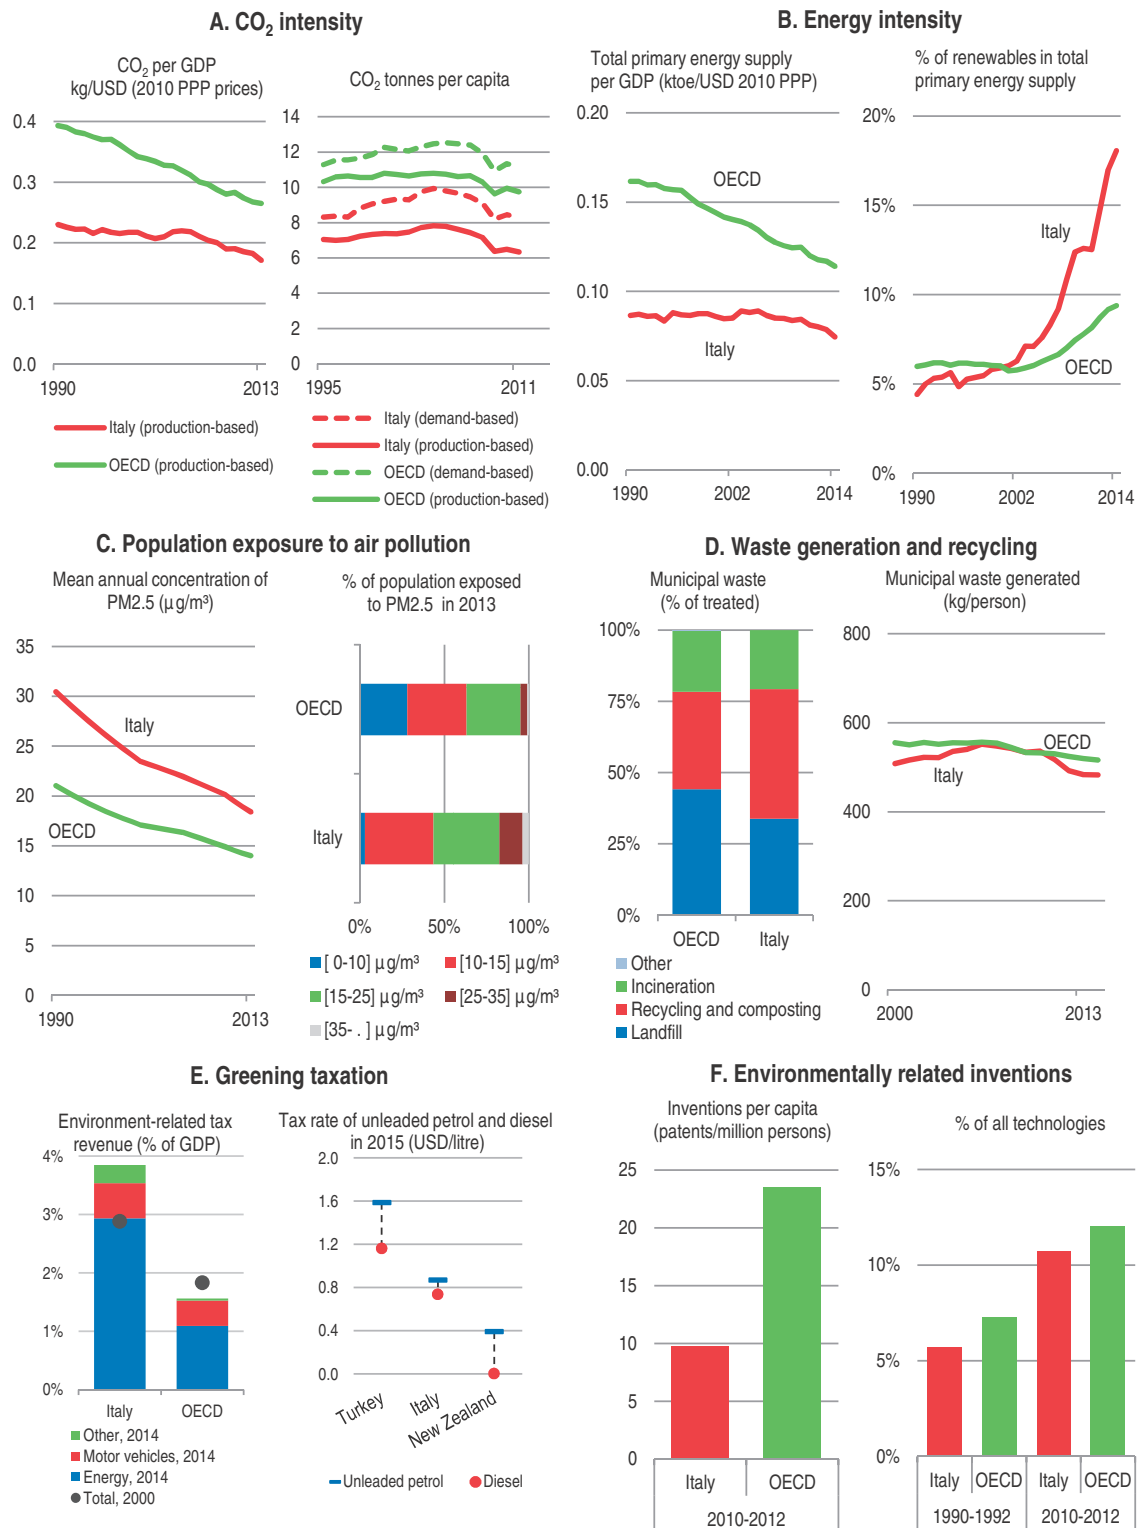 A. CO₂ intensity
CO₂ per GDP
kg/USD (2010 PPP prices)
0.4
0.3
0.2
0.1
0.0
1990
2013
Italy (production-based)
OECD (production-based)
CO₂ tonnes per capita
14
12
10
8
6
4
2
0
1995
2011
Italy (demand-based)
Italy (production-based)
OECD (demand-based)
OECD (production-based)
B. Energy intensity
Total primary energy supply
per GDP (ktoe/USD 2010 PPP)
0.20
0.15
0.10
0.05
0.00
OECD
Italy
1990
2002
2014
% of renewables in total
primary energy supply
20%
15%
10%
5%
0%
Italy
OECD
1990
2002
2014
C. Population exposure to air pollution
Mean annual concentration of
PM2.5 (µg/m³)
35
30
25
20
15
10
5
0
Italy
OECD
1990
2013
% of population exposed
to PM2.5 in 2013
OECD
Italy
0%
50%
100%
[ 0-10] µg/m³
[10-15] µg/m³
[15-25] µg/m³
[25-35] µg/m³
[35- . ] µg/m³
D. Waste generation and recycling
Municipal waste
(% of treated)
100%
75%
50%
25%
0%
OECD
Italy
Other
Incineration
Recycling and composting
Landfill
Municipal waste generated
(kg/person)
800
600
400
200
0
OECD
Italy
2000
2013
E. Greening taxation
Environment-related tax
revenue (% of GDP)
4%
3%
2%
1%
0%
Italy
OECD
Other, 2014
Motor vehicles, 2014
Energy, 2014
Total, 2000
Tax rate of unleaded petrol and diesel
in 2015 (USD/litre)
2.0
1.6
1.2
0.8
0.4
0.0
Turkey
Italy
New Zealand
Unleaded petrol
Diesel
F. Environmentally related inventions
Inventions per capita
(patents/million persons)
25
20
15
10
5
0
Italy
OECD
2010-2012
% of all technologies
15%
10%
5%
0%
Italy
OECD
Italy
OECD
1990-1992
2010-2012